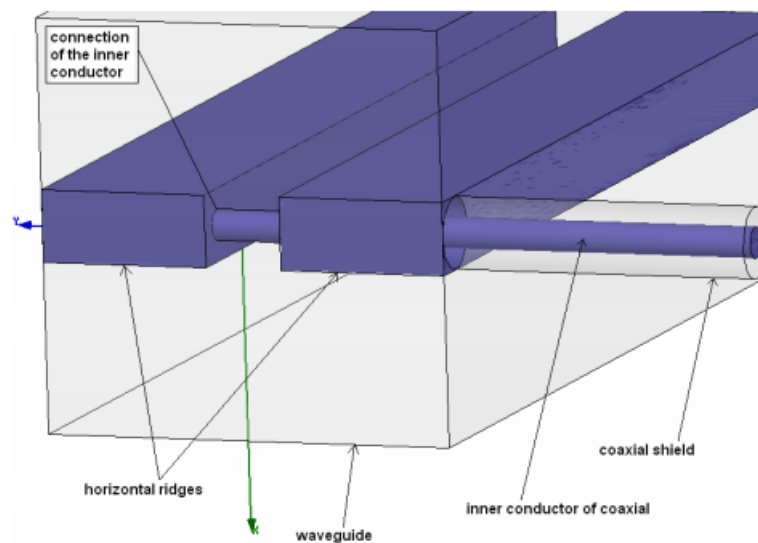 connection
of the inner
conductor
Y
coaxial shield
horizontal ridges
inner conductor of coaxial
waveguide
X